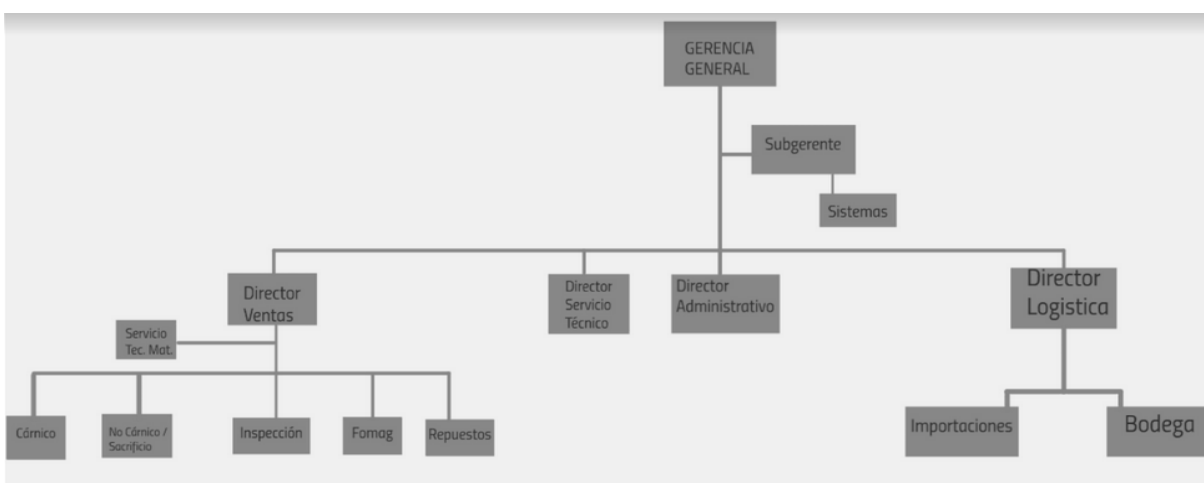 GERENCIA
GENERAL
Subgerente
Sistemas
Director
Ventas
Director
Servicio
Técnico
Director
Administrativo
Director
Logistica
Servicio
Tec. Mat.
Cárnico
No Cárnico /
Sacrificio
Inspección
Fomag
Repuestos
Importaciones
Bodega